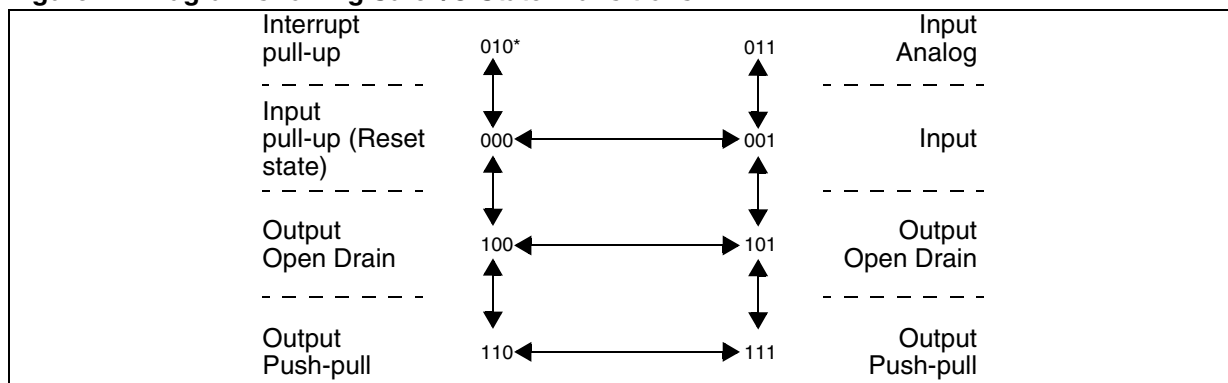 Interrupt
pull-up
010*
011
Input
Analog
Input
pull-up (Reset
state)
000
001
Input
Output
Open Drain
100
101
Output
Open Drain
Output
Push-pull
110
111
Output
Push-pull